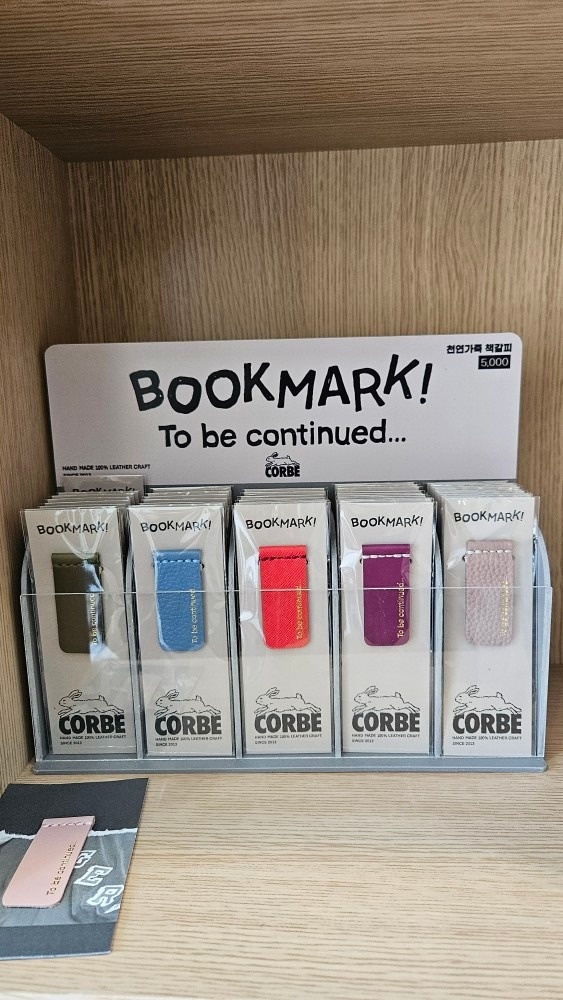 천연가죽 책갈피
5,000
BOOKMARK!
To be continued...
HAND MADE 100% LEATHER CRAFT
CORBE
BOOKMARK!
BOOKMARK!
BOOKMARK!
BOOKMARK!
BOOKMARK!
BOOKMARK!
To be continued...
To be continued...
To be continued...
To be continued...
To be continued...
CORBE
HAND MADE 100% LEATHER CRAFT
SINCE 2013
CORBE
HAND MADE 100% LEATHER CRAFT
SINCE 2013
CORBE
HAND MADE 100% LEATHER CRAFT
SINCE 2013
CORBE
HAND MADE 100% LEATHER CRAFT
SINCE 2013
CORBE
HAND MADE 100% LEATHER CRAFT
SINCE 2013
To be continued...